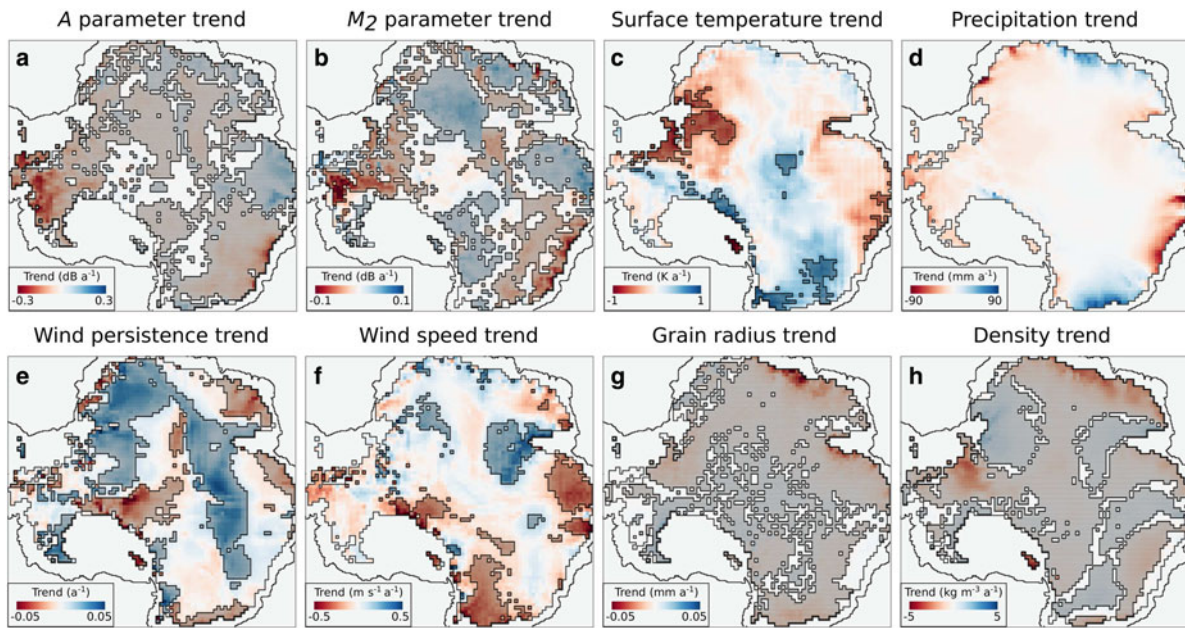 A parameter trend
M₂ parameter trend
Surface temperature trend
Precipitation trend
a
b
c
d
Trend (dB a⁻¹)
-0.3 0.3
Trend (dB a⁻¹)
-0.1 0.1
Trend (K a⁻¹)
-1 1
Trend (mm a⁻¹)
-90 90
Wind persistence trend
Wind speed trend
Grain radius trend
Density trend
e
f
g
h
Trend (a⁻¹)
-0.05 0.05
Trend (m s⁻¹ a⁻¹)
-0.5 0.5
Trend (mm a⁻¹)
-0.05 0.05
Trend (kg m⁻³ a⁻¹)
-5 5